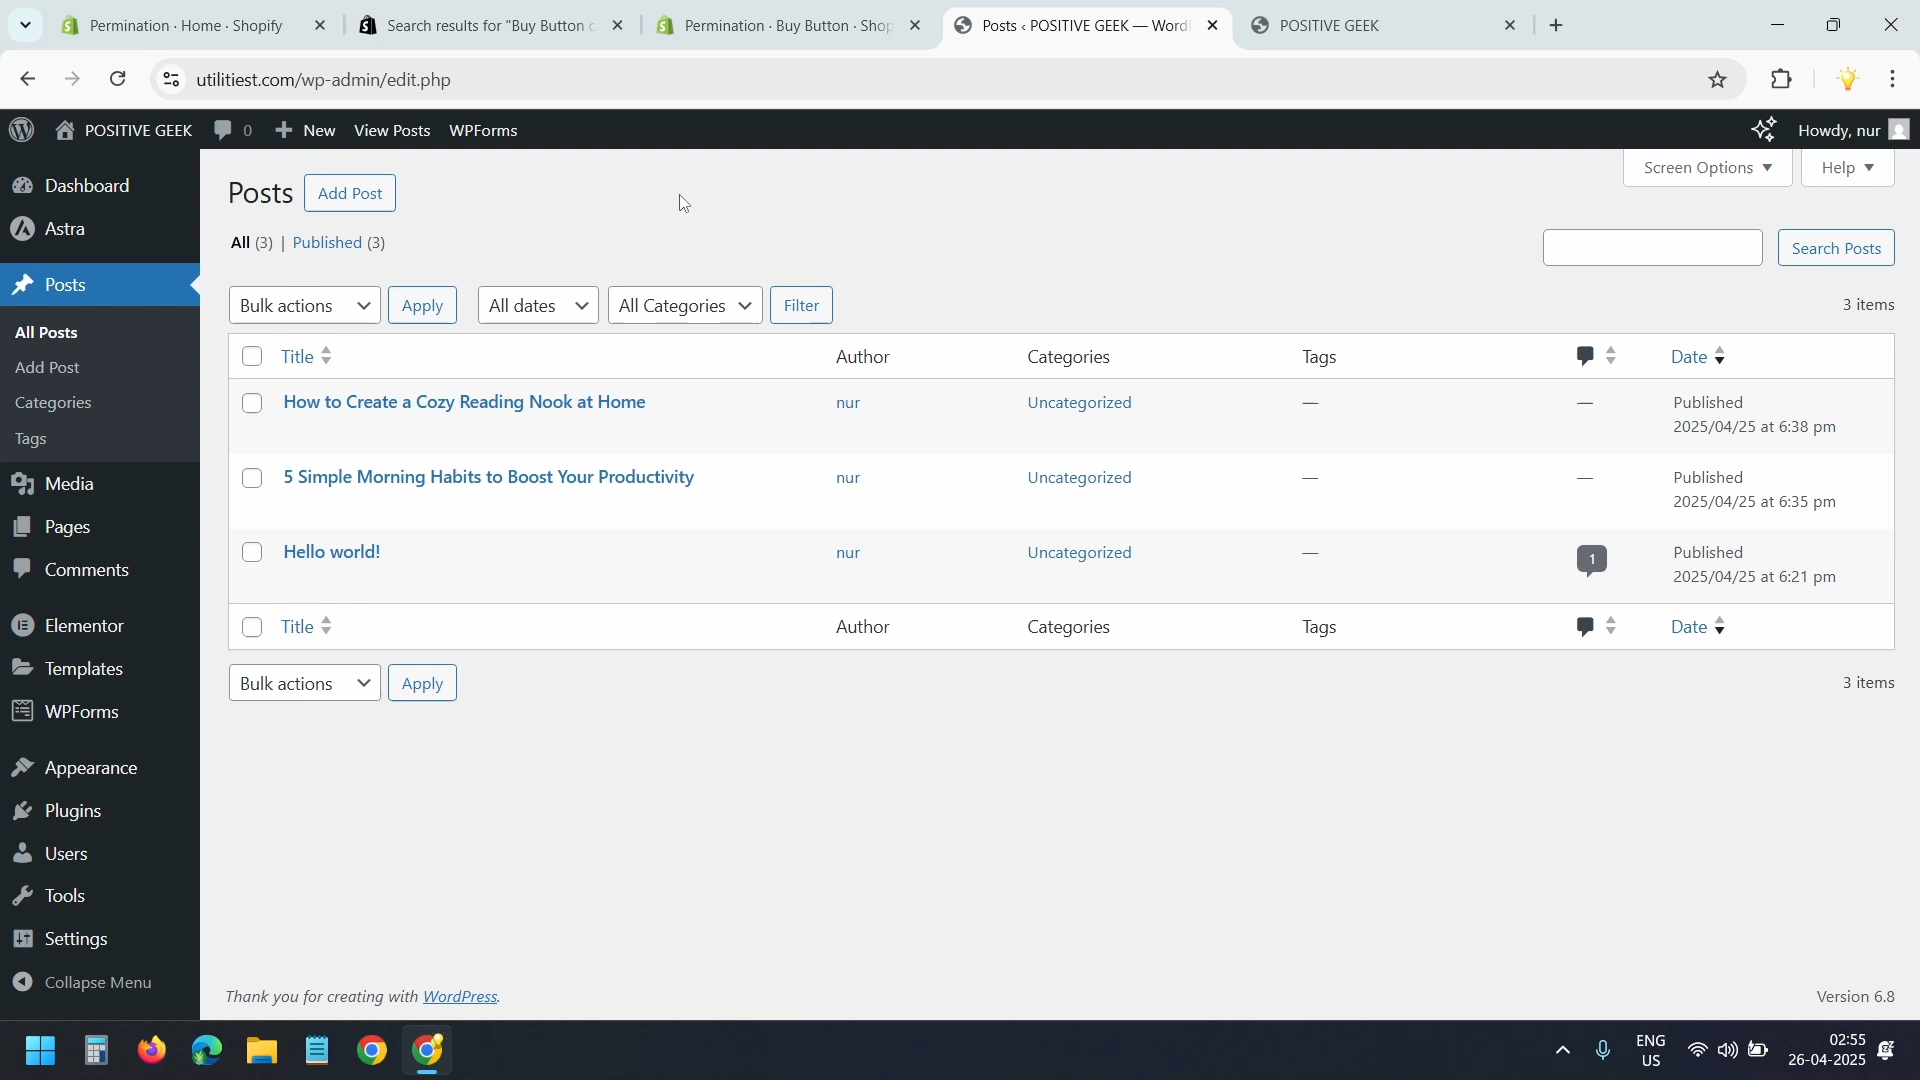 Permination · Home · Shopify
Search results for "Buy Button c
Permination · Buy Button · Shop
Posts ‹ POSITIVE GEEK — Word
POSITIVE GEEK
utilitiest.com/wp-admin/edit.php
POSITIVE GEEK
0
New
View Posts
WPForms
Howdy, nur
Dashboard
Astra
Posts
All Posts
Add Post
Categories
Tags
Media
Pages
Comments
Elementor
Templates
WPForms
Appearance
Plugins
Users
Tools
Settings
Collapse Menu
Screen Options
Help
Posts
Add Post
All (3) | Published (3)
Search Posts
Bulk actions
Apply
All dates
All Categories
Filter
3 items
Title Author Categories Tags Date
How to Create a Cozy Reading Nook at Home nur Uncategorized — — Published
2025/04/25 at 6:38 pm
5 Simple Morning Habits to Boost Your Productivity nur Uncategorized — — Published
2025/04/25 at 6:35 pm
Hello world! nur Uncategorized — 1 Published
2025/04/25 at 6:21 pm
Title Author Categories Tags Date
Bulk actions
Apply
3 items
Thank you for creating with WordPress.
Version 6.8
ENG
US
02:55
26-04-2025